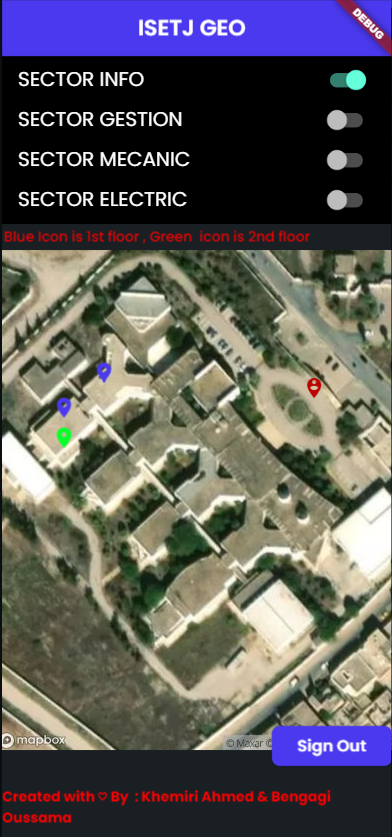 ISETJ GEO
DEBUG
SECTOR INFO
SECTOR GESTION
SECTOR MECANIC
SECTOR ELECTRIC
Blue Icon is 1st floor , Green icon is 2nd floor
mapbox
© Maxar ©
Sign Out
Created with ♡ By : Khemiri Ahmed & Bengagi
Oussama